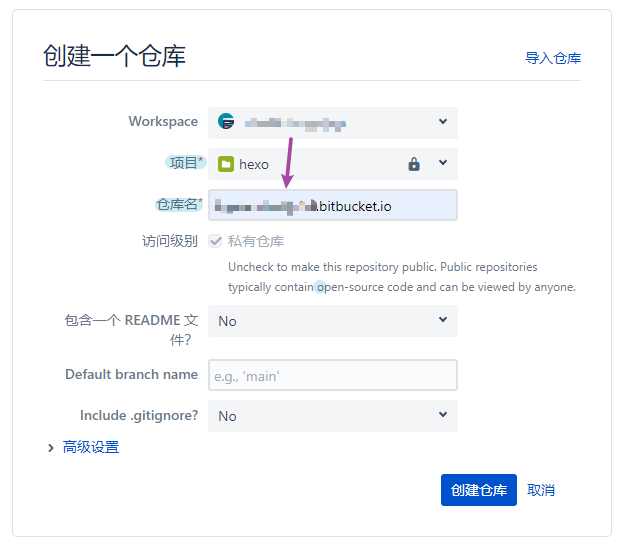 创建一个仓库
导入仓库
Workspace
项目*
hexo
仓库名*
.bitbucket.io
访问级别
私有仓库
Uncheck to make this repository public. Public repositories
typically contain open-source code and can be viewed by anyone.
包含一个 README 文
件?
No
Default branch name
e.g., 'main'
Include .gitignore?
No
高级设置
创建仓库
取消